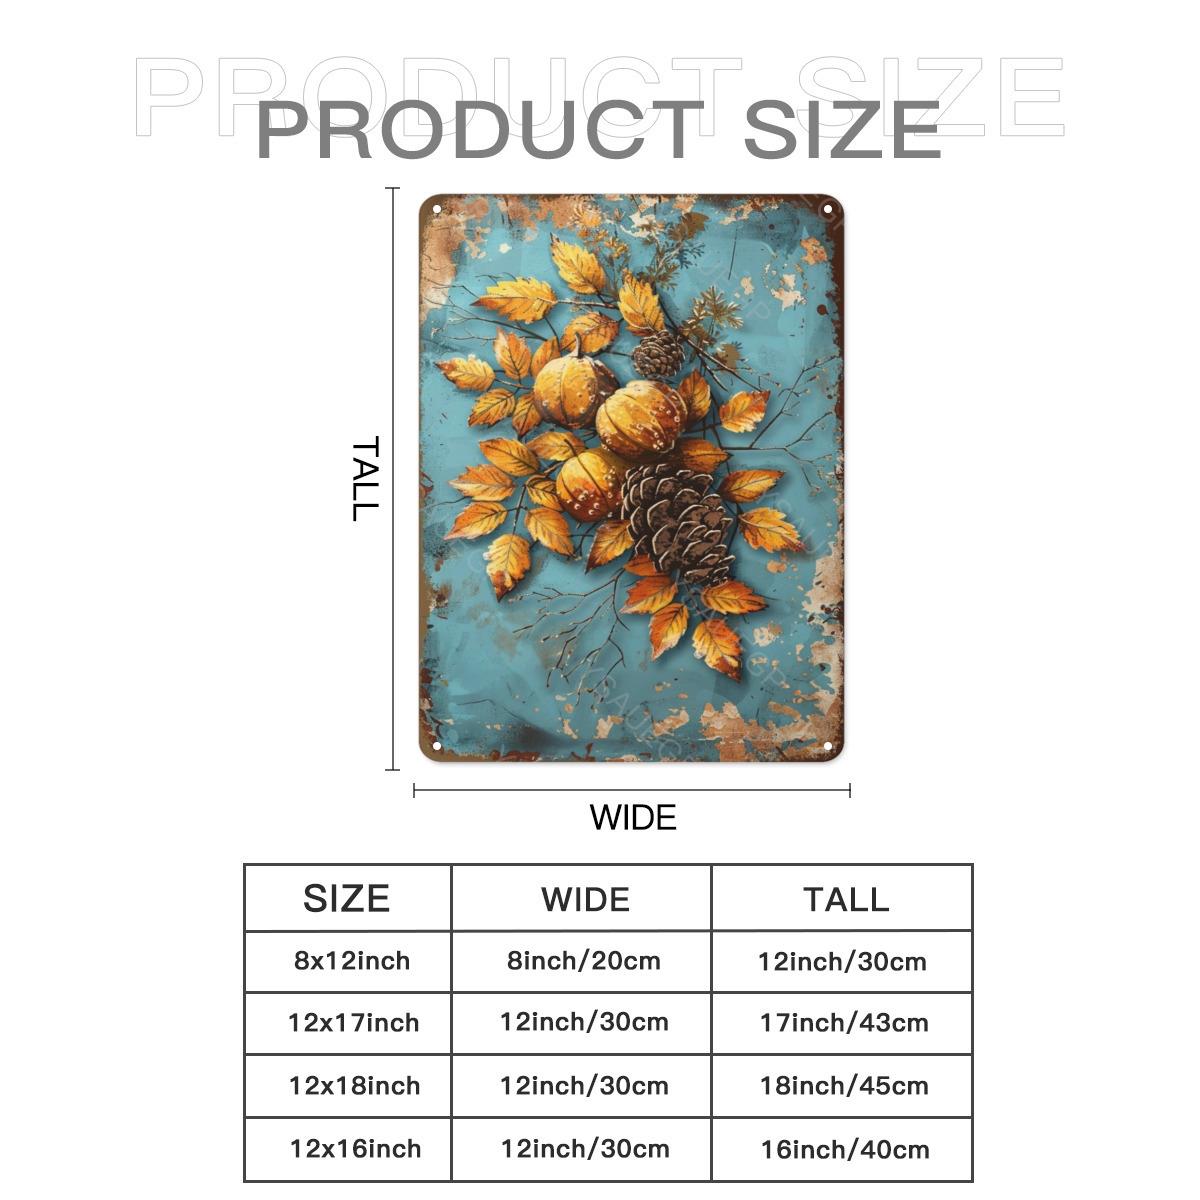 PRODUCT SIZE
PRODUCT SIZE
TALL
WIDE
SIZE WIDE TALL
8x12inch 8inch/20cm 12inch/30cm
12x17inch 12inch/30cm 17inch/43cm
12x18inch 12inch/30cm 18inch/45cm
12x16inch 12inch/30cm 16inch/40cm